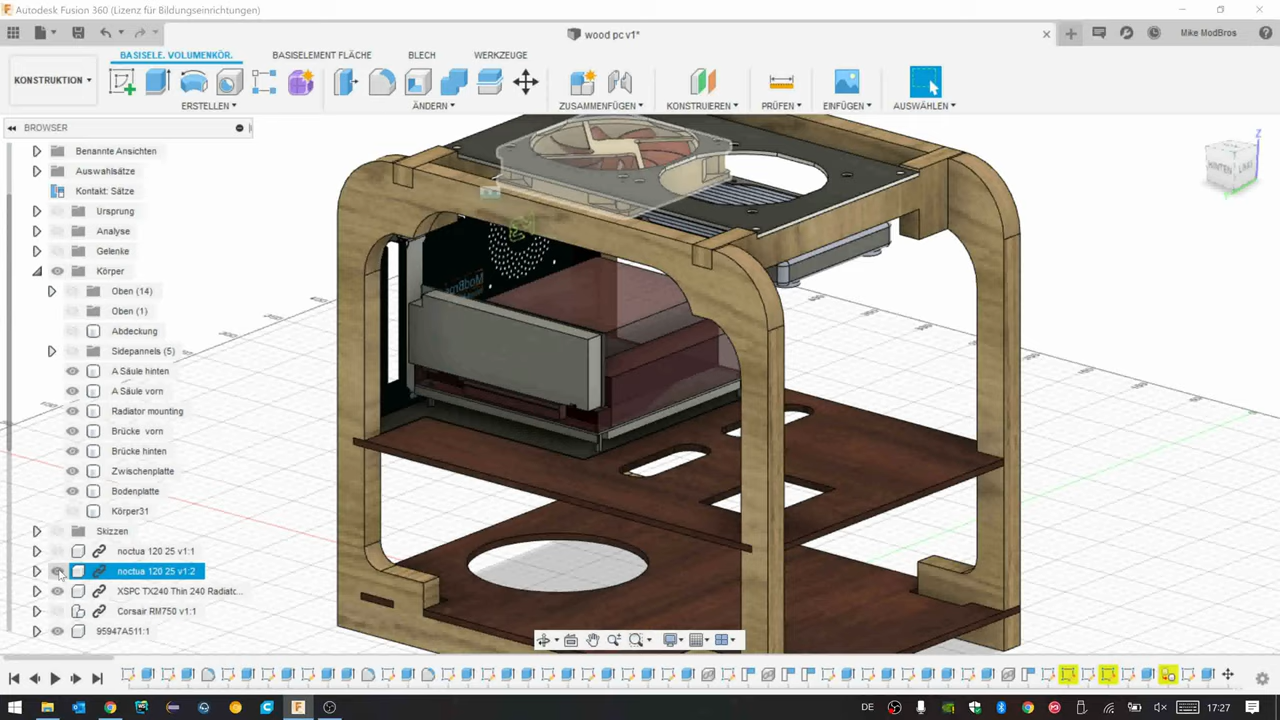 Autodesk Fusion 360 (Lizenz für Bildungseinrichtungen)
wood pc v1*
Mike ModBros
KONSTRUKTION
BASISELE. VOLUMENKÖR.
BASISELEMENT FLÄCHE
BLECH
WERKZEUGE
ERSTELLEN
ÄNDERN
ZUSAMMENFÜGEN
KONSTRUIEREN
PRÜFEN
EINFÜGEN
AUSWÄHLEN
BROWSER
Benannte Ansichten
Auswahlsätze
Kontakt: Sätze
Ursprung
Analyse
Gelenke
Körper
Oben (14)
Oben (1)
Abdeckung
Sidepannels (5)
A Säule hinten
A Säule vorn
Radiator mounting
Brücke vorn
Brücke hinten
Zwischenplatte
Bodenplatte
Körper31
Skizzen
noctua 120 25 v1:1
noctua 120 25 v1:2
XSPC TX240 Thin 240 Radiato...
Corsair RM750 v1:1
95947A511:1
HINTEN
LINKS
Z
ModBros
DE
17:27